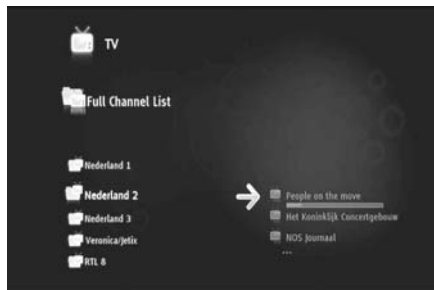 TV
Full Channel List
Nederland 1
Nederland 2
Nederland 3
Veronica/Jetix
RTL 8
People on the move
Het Koninklijk Concertgebouw
NOS Journaal
...